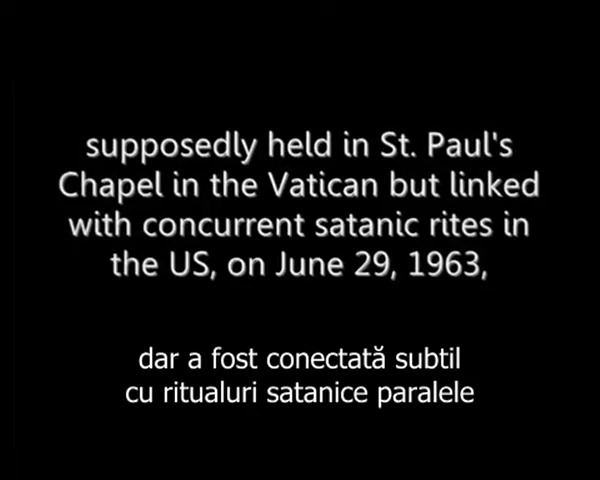 supposedly held in St. Paul's
Chapel in the Vatican but linked
with concurrent satanic rites in
the US, on June 29, 1963,
dar a fost conectată subtil
cu ritualuri satanice paralele